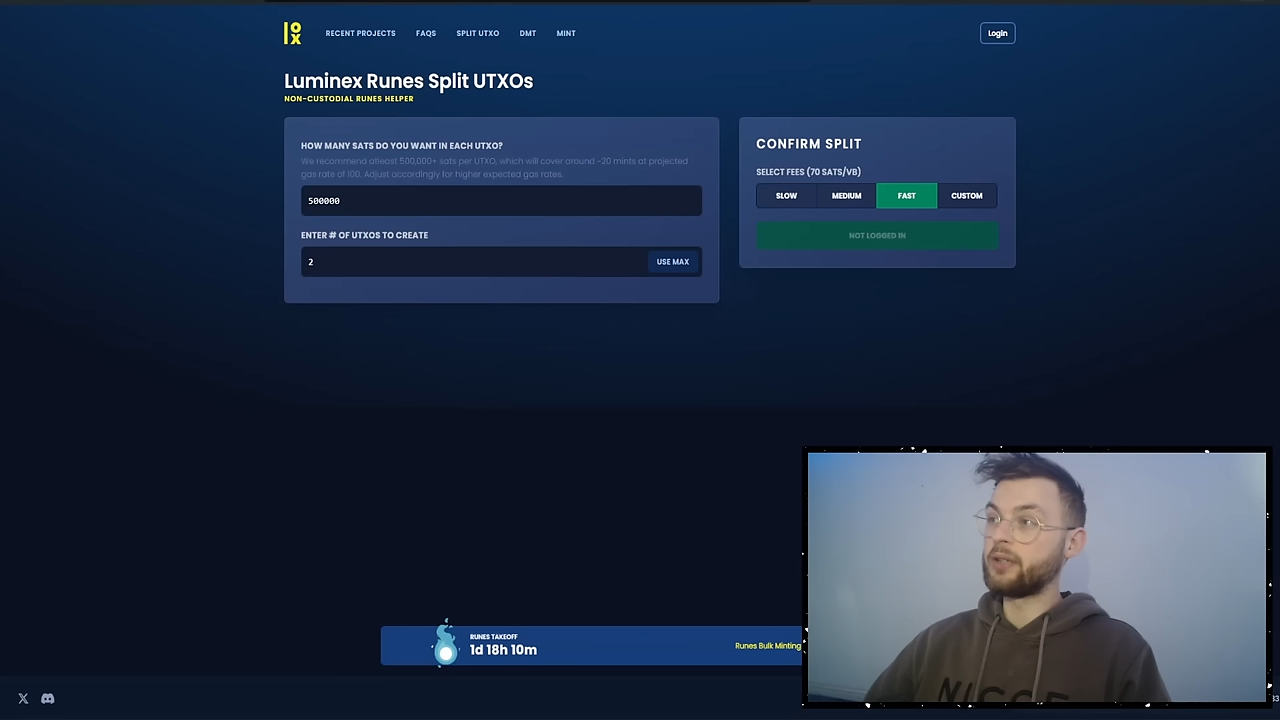 lox
RECENT PROJECTS
FAQS
SPLIT UTXO
DMT
MINT
Login
Luminex Runes Split UTXOs
NON-CUSTODIAL RUNES HELPER
HOW MANY SATS DO YOU WANT IN EACH UTXO?
We recommend atleast 500,000+ sats per UTXO, which will cover around ~20 mints at projected
gas rate of 100. Adjust accordingly for higher expected gas rates.
500000
ENTER # OF UTXOS TO CREATE
2
USE MAX
CONFIRM SPLIT
SELECT FEES (70 SATS/VB)
SLOW
MEDIUM
FAST
CUSTOM
NOT LOGGED IN
RUNES TAKEOFF
1d 18h 10m
Runes Bulk Minting